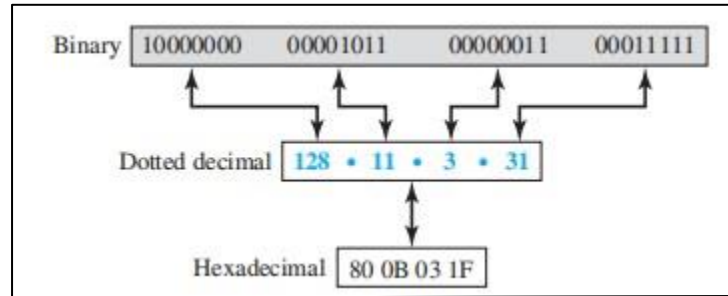 Binary 10000000 00001011 00000011 00011111
Dotted decimal 128 • 11 • 3 • 31
Hexadecimal 80 0B 03 1F